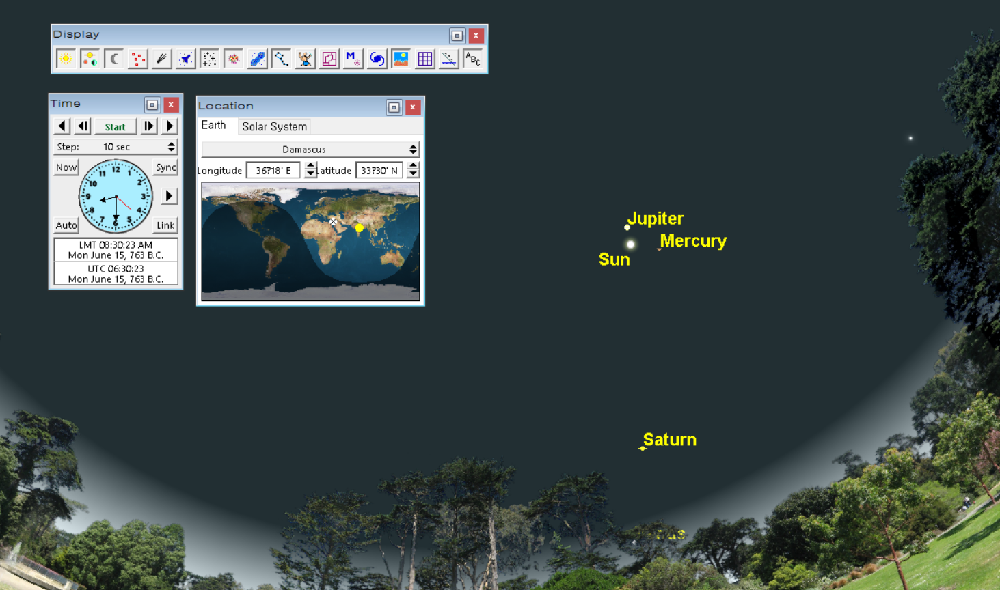 Display
M
ABC
Time
Start
Step: 10 sec
Now
Sync
12
1
2
3
4
5
6
7
8
9
10
11
Auto
Link
LMT 08:30:23 AM
Mon June 15, 763 B.C.
UTC 06:30:23
Mon June 15, 763 B.C.
Location
Earth
Solar System
Damascus
Longitude
36?18' E
Latitude
33?30' N
Jupiter
Mercury
Sun
Saturn